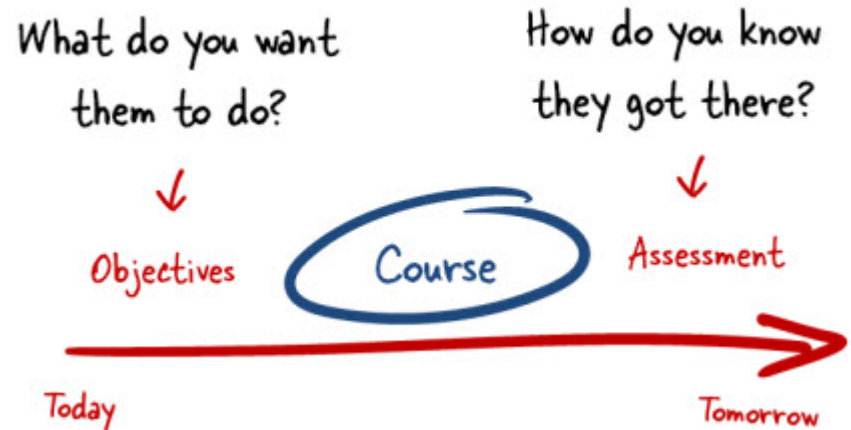 What do you want
them to do?
How do you know
they got there?
Objectives
Course
Assessment
Today
Tomorrow